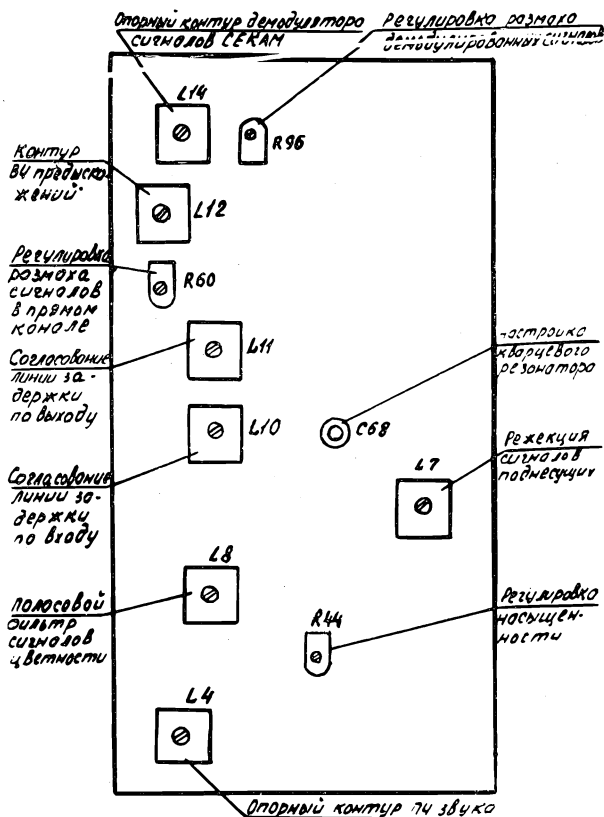 Опорный контур демодулятора
сигналов СЕКАМ
Регулировка размаха
демодулированных сигналов
L14
R96
Контур
ВЧ предыска-
жений
L12
Регулировка
размаха
сигналов
в прямом
канале
R60
Согласование
линии за-
держки
по выходу
L11
Настройка
кварцевого
резонатора
L10
C68
Согласование
линии за-
держки
по входу
Режекция
сигналов
поднесущих
L7
L8
Полосовой
фильтр
сигналов
цветности
R44
Регулировка
насыщен-
ности
L4
Опорный контур ПЧ звука